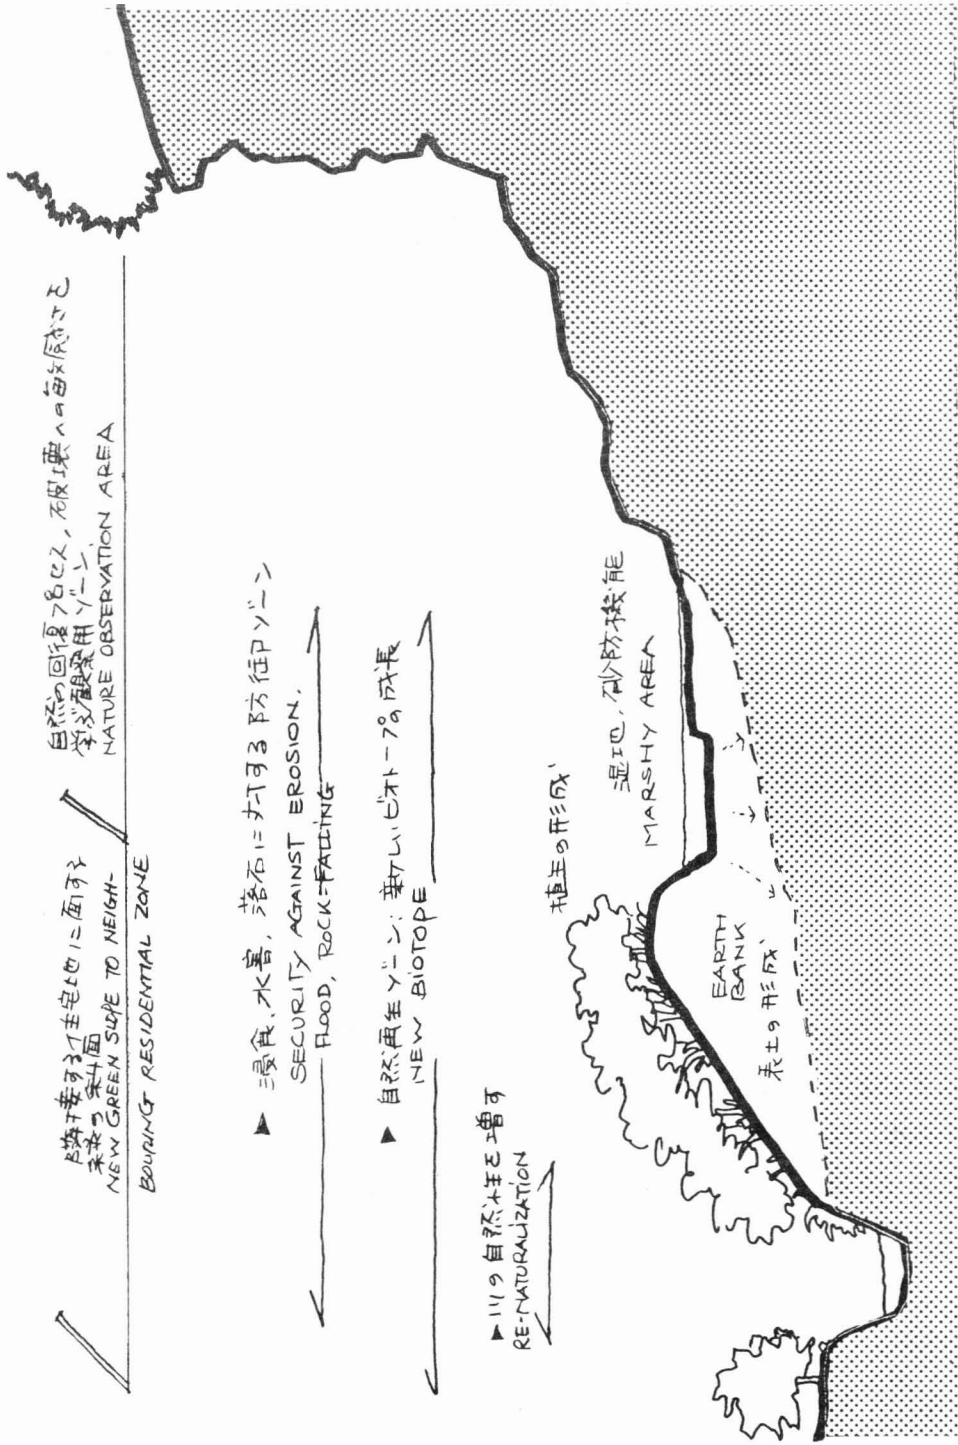 隣接する住宅地に面する
未来の斜面
NEW GREEN SLOPE TO NEIGH-
BOURING RESIDENTIAL ZONE
自然の回復プロセス, 破壊への敏感さを
学ぶ観察用ゾーン,
NATURE OBSERVATION AREA
▶ 浸食, 水害, 落石に対する防御ゾーン
SECURITY AGAINST EROSION.
FLOOD, ROCK-FALLING
▶ 自然再生ゾーン: 新しいビオトープの成長
NEW BIOTOPE
▶ 川の自然性を増す
RE-NATURALIZATION
植生の形成
湿地, 砂防機能
MARSHY AREA
EARTH
BANK
表土の形成